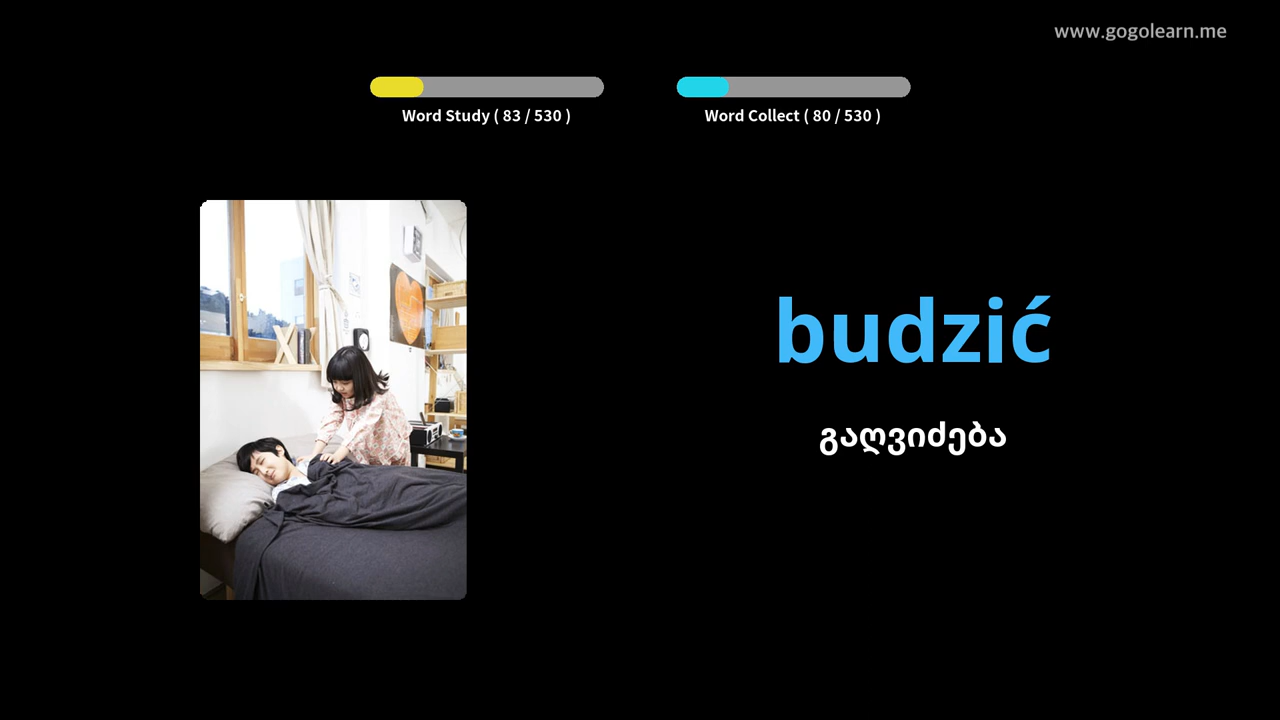 www.gogolearn.me
Word Study ( 83 / 530 )
Word Collect ( 80 / 530 )
budzić
გაღვიძება